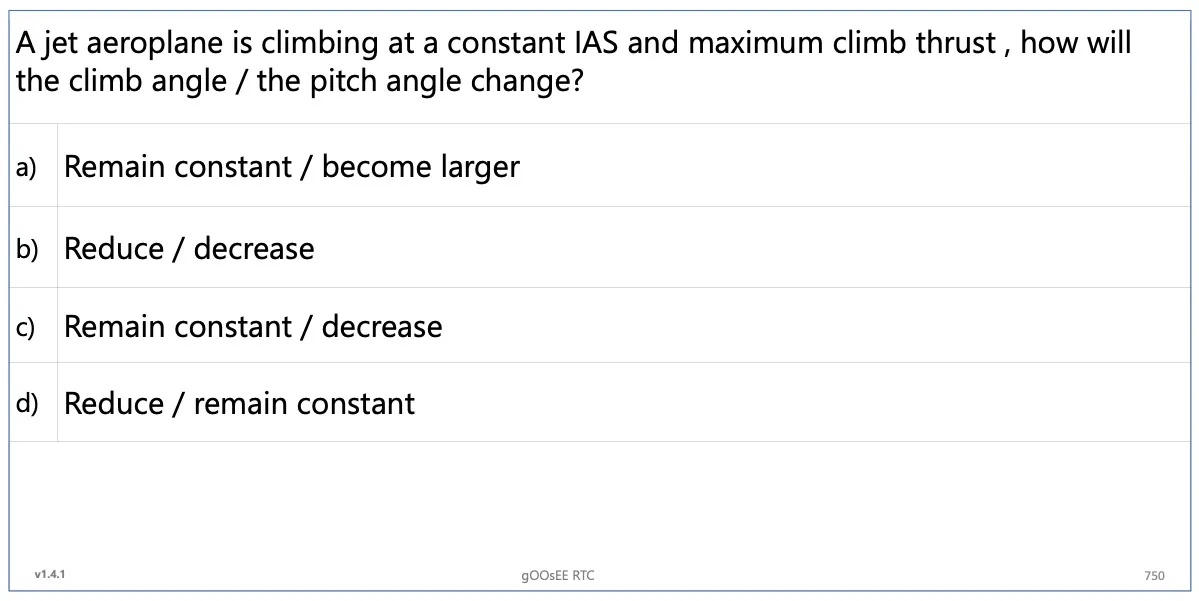 A jet aeroplane is climbing at a constant IAS and maximum climb thrust , how will
the climb angle / the pitch angle change?
a) Remain constant / become larger
b) Reduce / decrease
c) Remain constant / decrease
d) Reduce / remain constant
v1.4.1 gOOsEE RTC 750